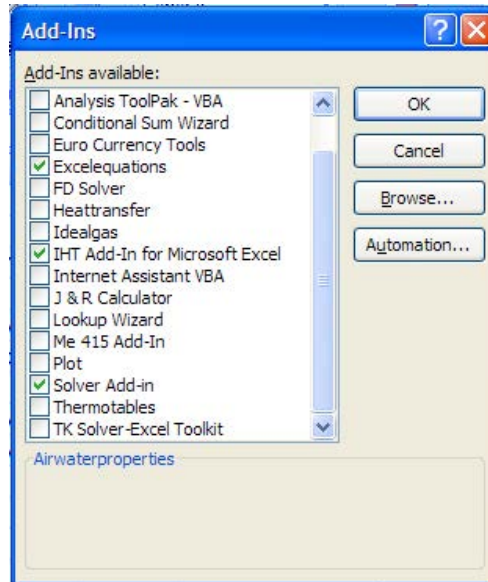 Add-Ins
Add-Ins available:
Analysis ToolPak - VBA
Conditional Sum Wizard
Euro Currency Tools
Excelequations
FD Solver
Heattransfer
Idealgas
IHT Add-In for Microsoft Excel
Internet Assistant VBA
J & R Calculator
Lookup Wizard
Me 415 Add-In
Plot
Solver Add-in
Thermotables
TK Solver-Excel Toolkit
OK
Cancel
Browse...
Automation...
Airwaterproperties